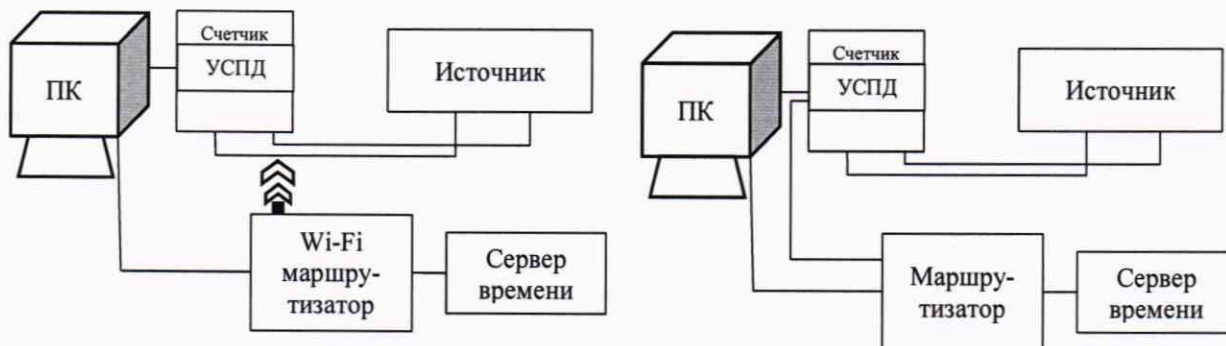 Счетчик
УСПД
ПК
Источник
Wi-Fi
маршру-
тизатор
Сервер
времени
Счетчик
УСПД
ПК
Источник
Маршру-
тизатор
Сервер
времени